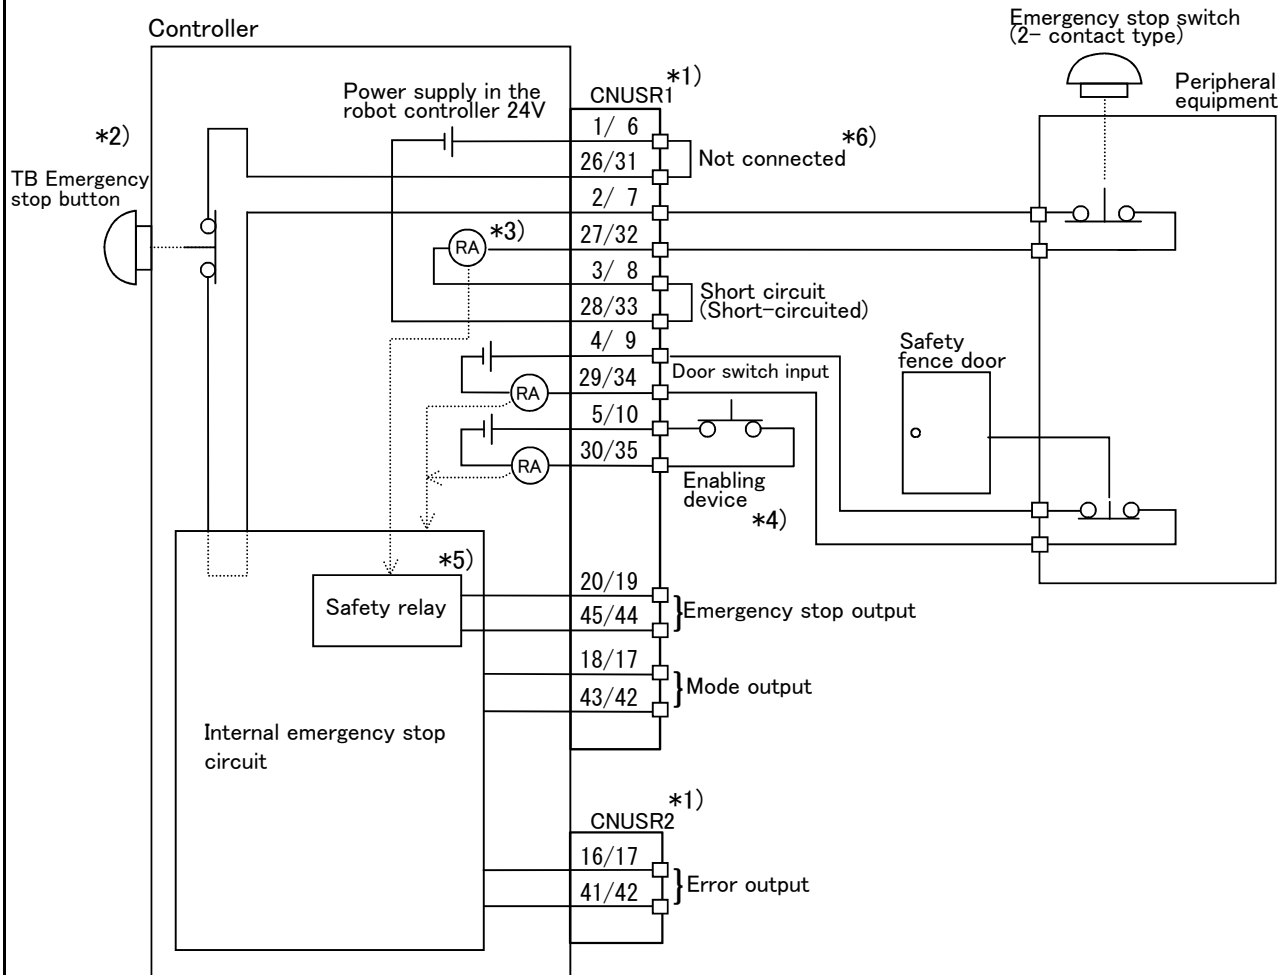 Controller
Emergency stop switch
(2- contact type)
Peripheral
equipment
*1)
CNUSR1
Power supply in the
robot controller 24V
1/ 6
Not connected
*6)
26/31
*2)
TB Emergency
stop button
2/ 7
RA
*3)
27/32
3/ 8
Short circuit
(Short-circuited)
28/33
4/ 9
Safety
fence door
Door switch input
RA
29/34
5/10
RA
30/35
Enabling
device
*4)
*5)
Safety relay
20/19
45/44
Emergency stop output
18/17
43/42
Mode output
Internal emergency stop
circuit
*1)
CNUSR2
16/17
41/42
Error output